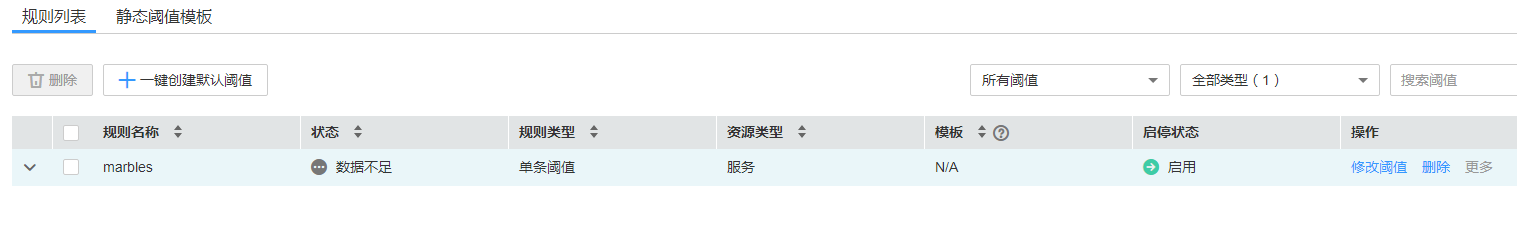 规则列表 静态阈值模板
删除 一键创建默认阈值 所有阈值 全部类型（1） 搜索阈值
规则名称 状态 规则类型 资源类型 模板 启停状态 操作
marbles 数据不足 单条阈值 服务 N/A 启用 修改阈值 删除 更多